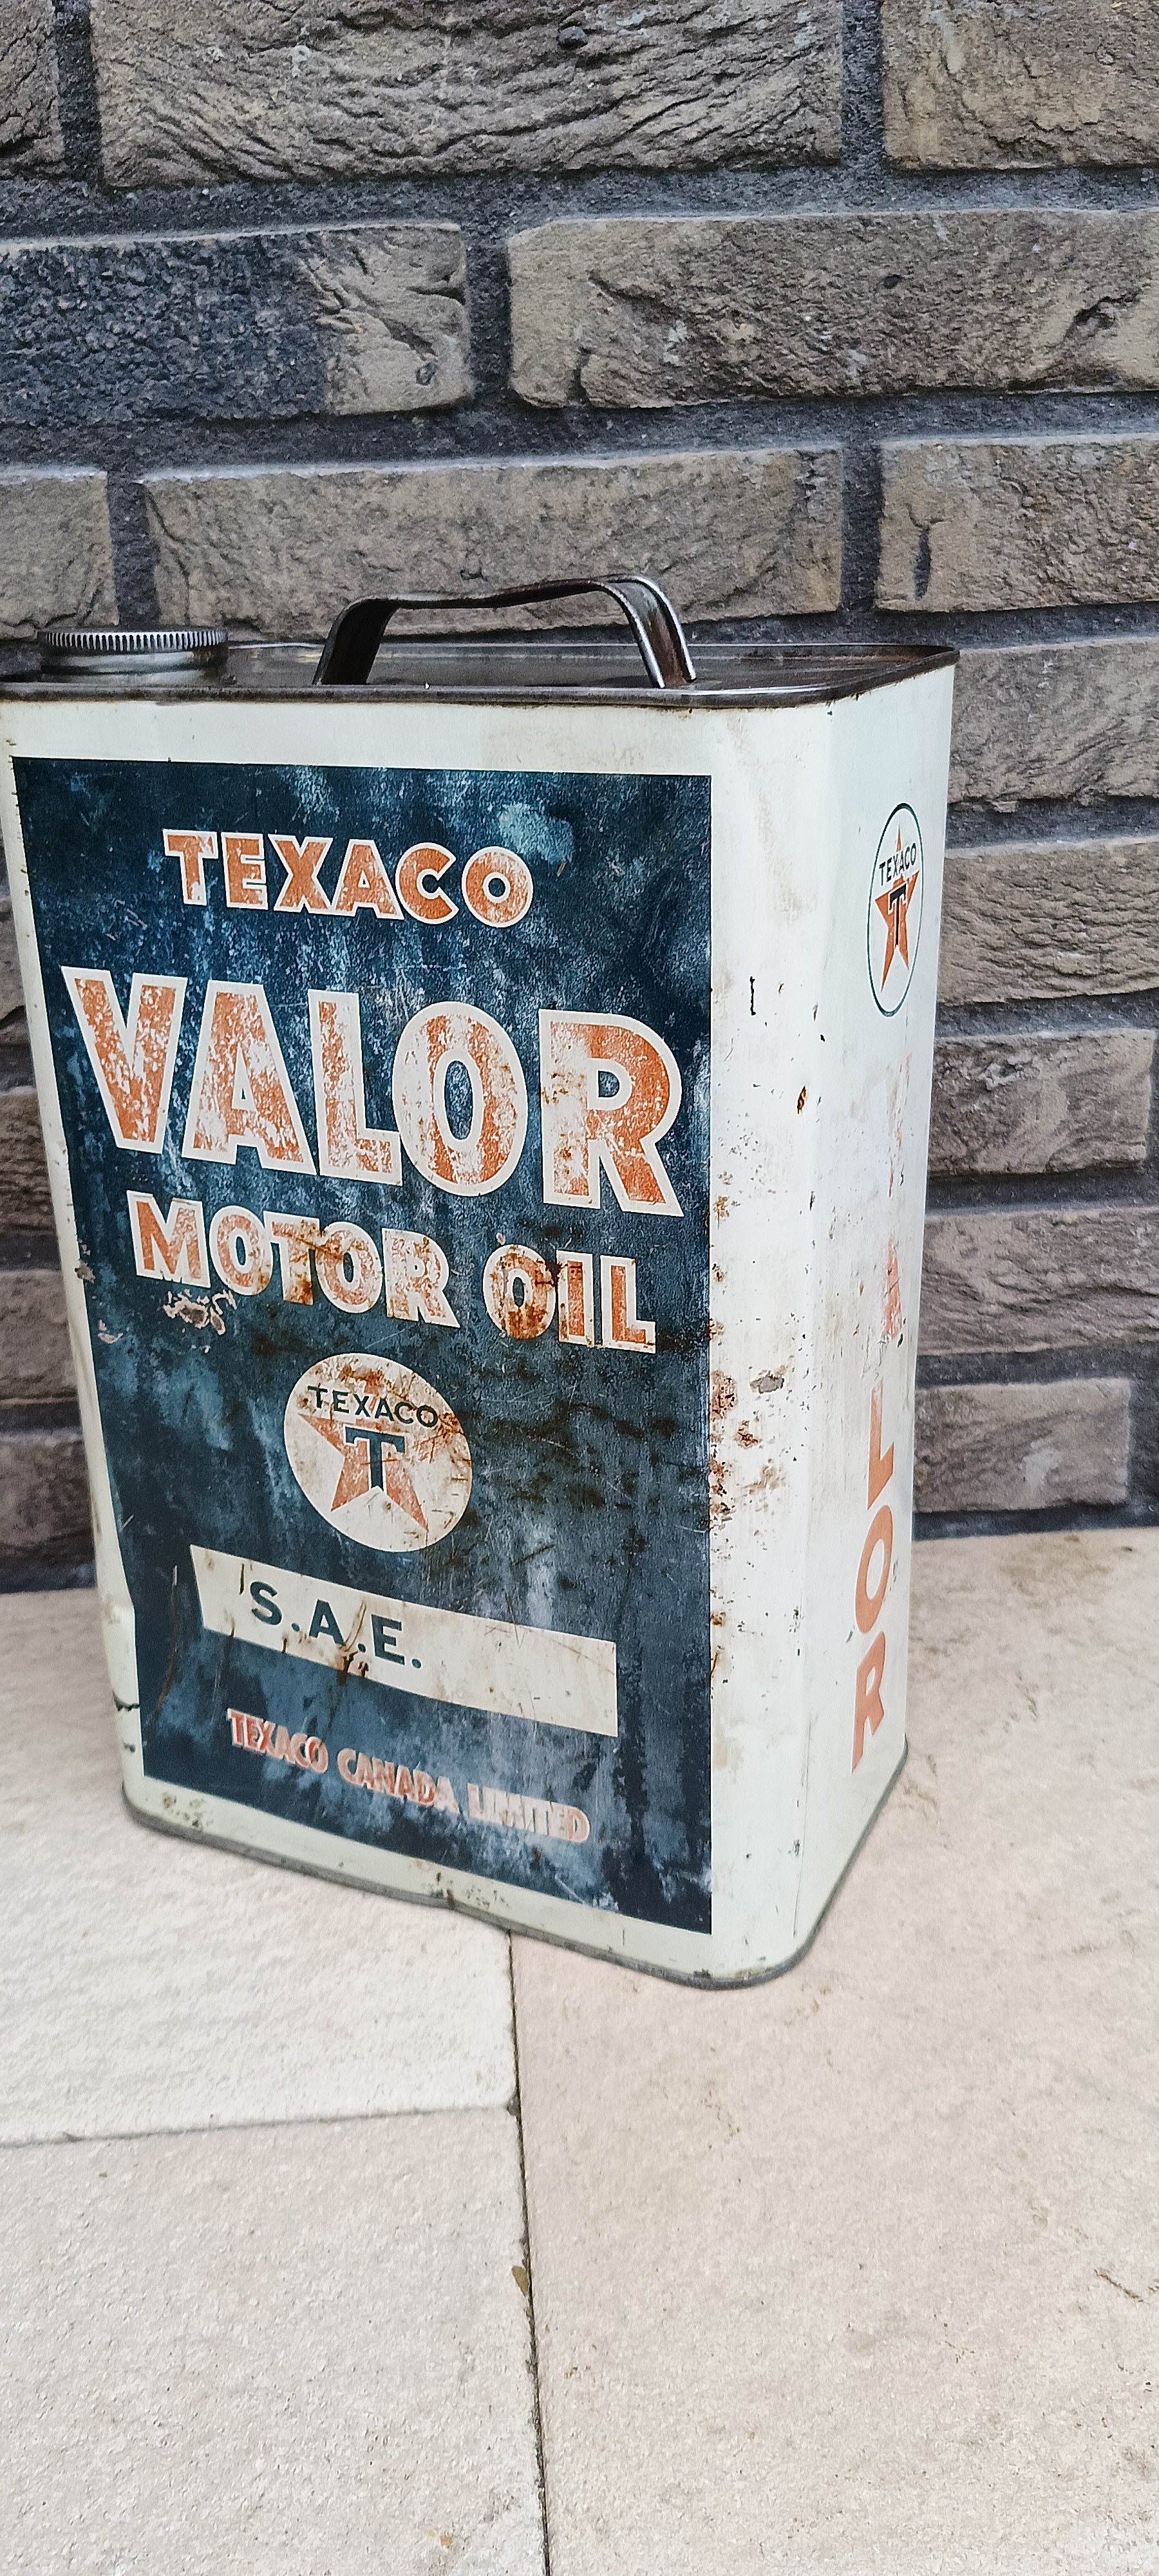 TEXACO
VALOR
MOTOR OIL
TEXACO
T
S.A.E.
TEXACO CANADA LIMITED
TEXACO
T
VALOR